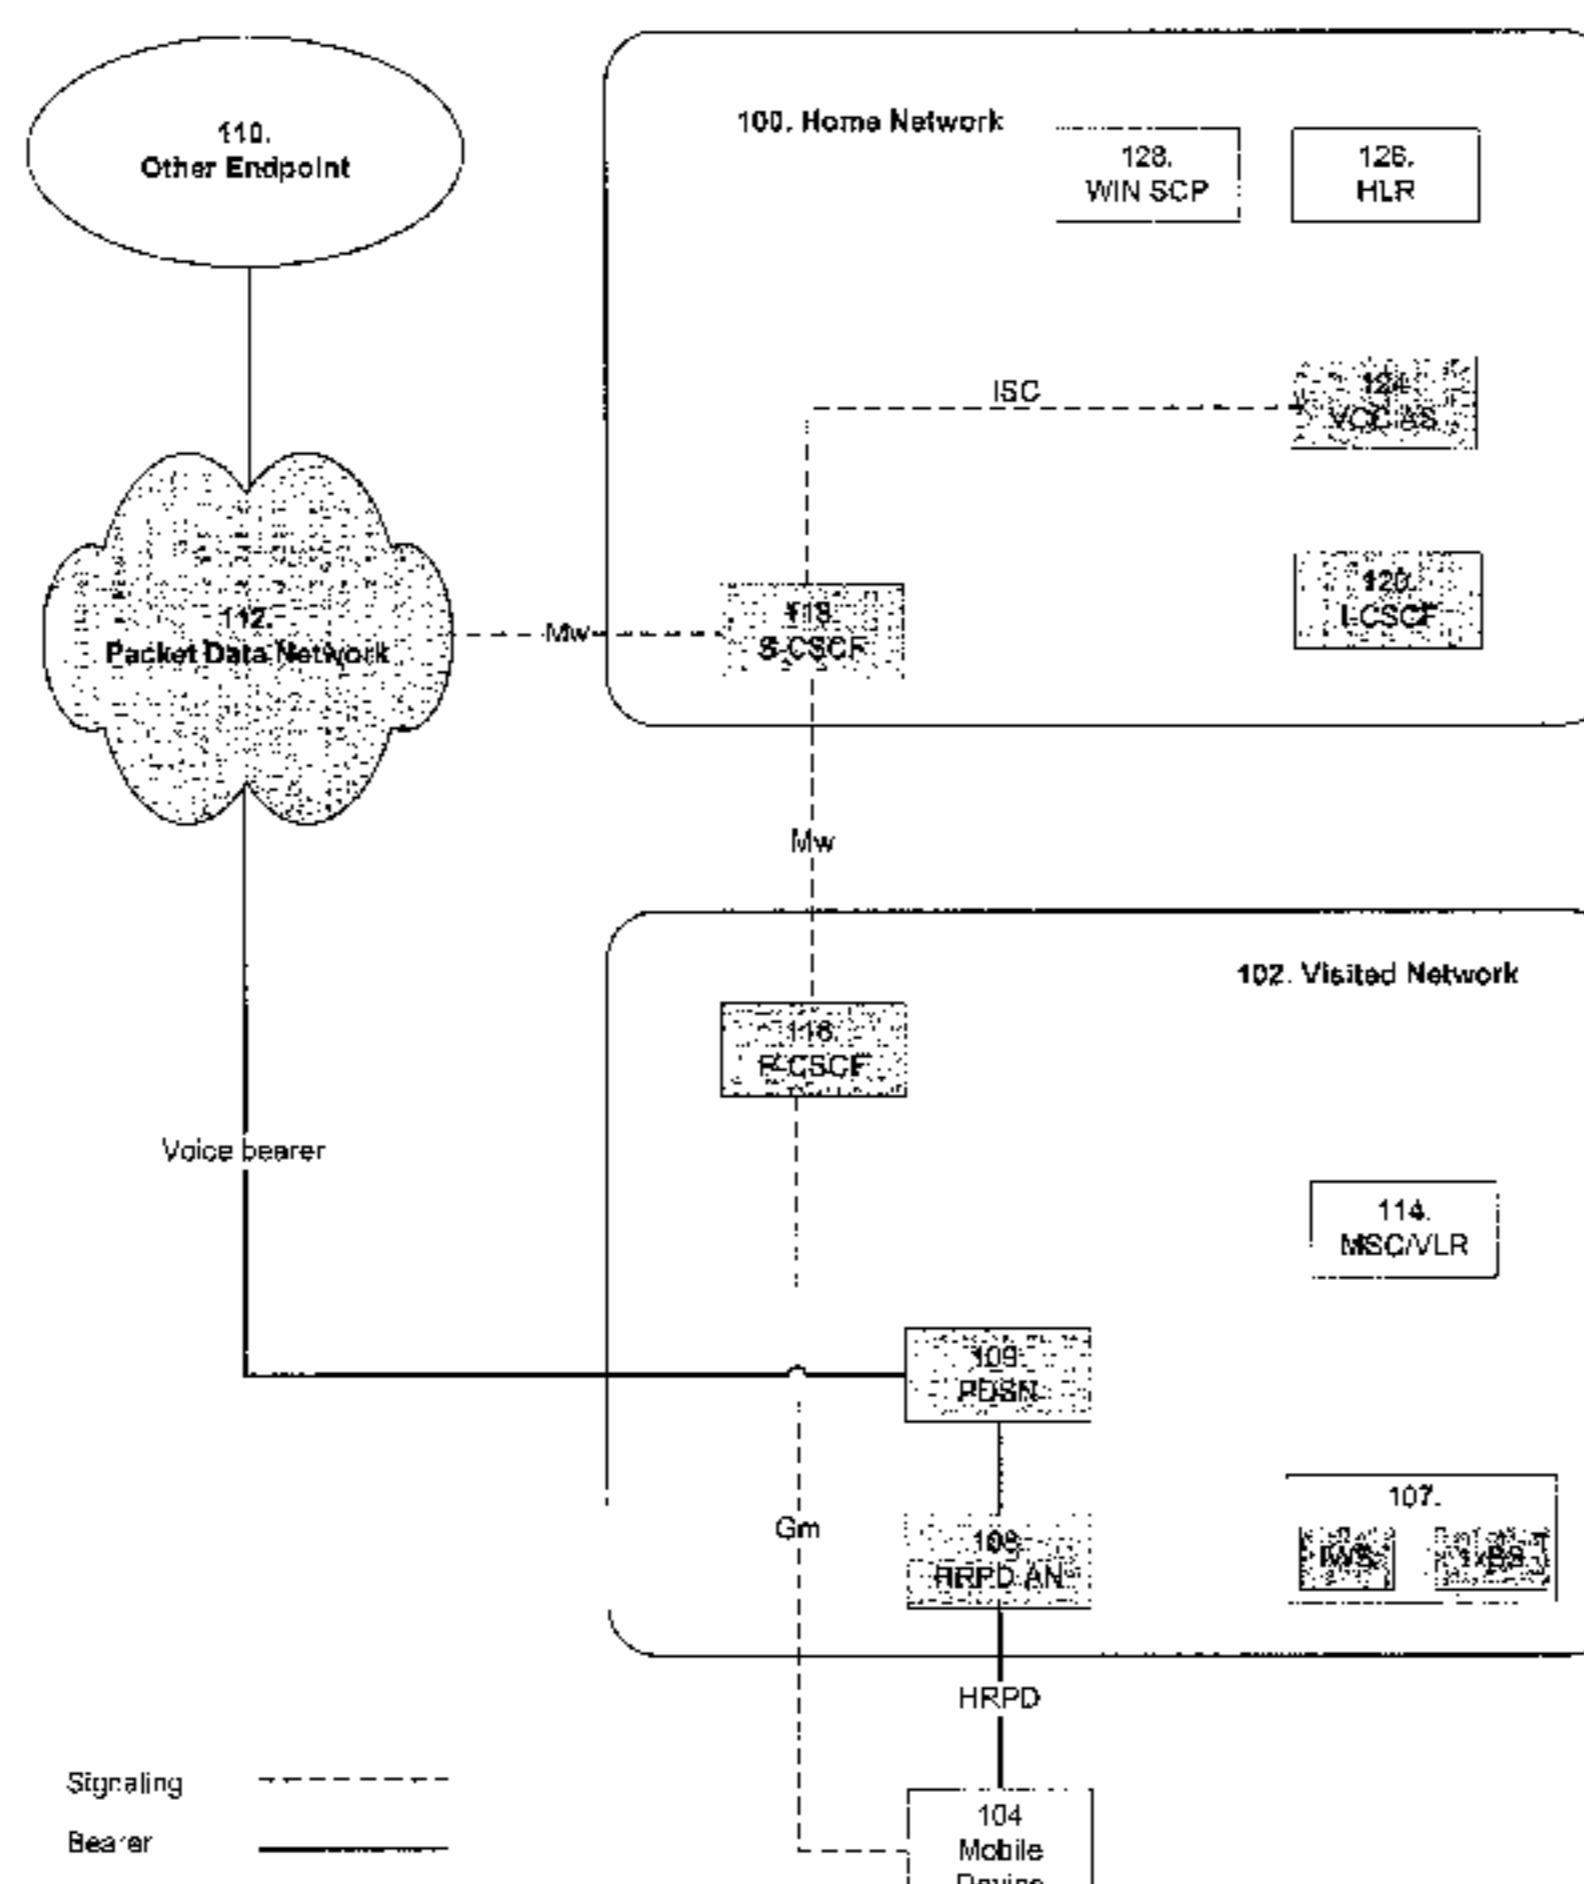 110.
Other Endpoint
100. Home Network
128.
WIN SCP
126.
HLR
ISC
124.
VCC AS
112.
Packet Data Network
Mw
118.
S-CSCF
120.
I-CSCF
Mw
102. Visited Network
116.
P-CSCF
Voice bearer
114.
MSC/VLR
109.
PDSN
107.
IWS
1xBS
Gm
108.
HRPD AN
HRPD
Signaling
Bearer
104
Mobile
Device